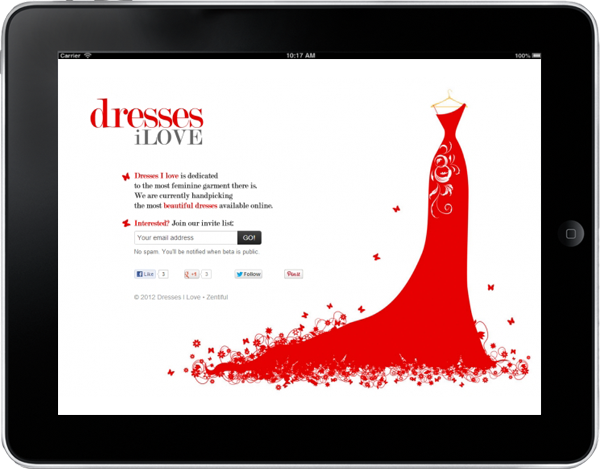 Carrier 10:17 AM 100%
dresses
iLOVE
Dresses I love is dedicated
to the most feminine garment there is.
We are currently handpicking
the most beautiful dresses available online.
Interested? Join our invite list:
Your email address GO!
No spam. You'll be notified when beta is public.
Like 3 +1 3 Follow Pin it
© 2012 Dresses I Love • Zentiful